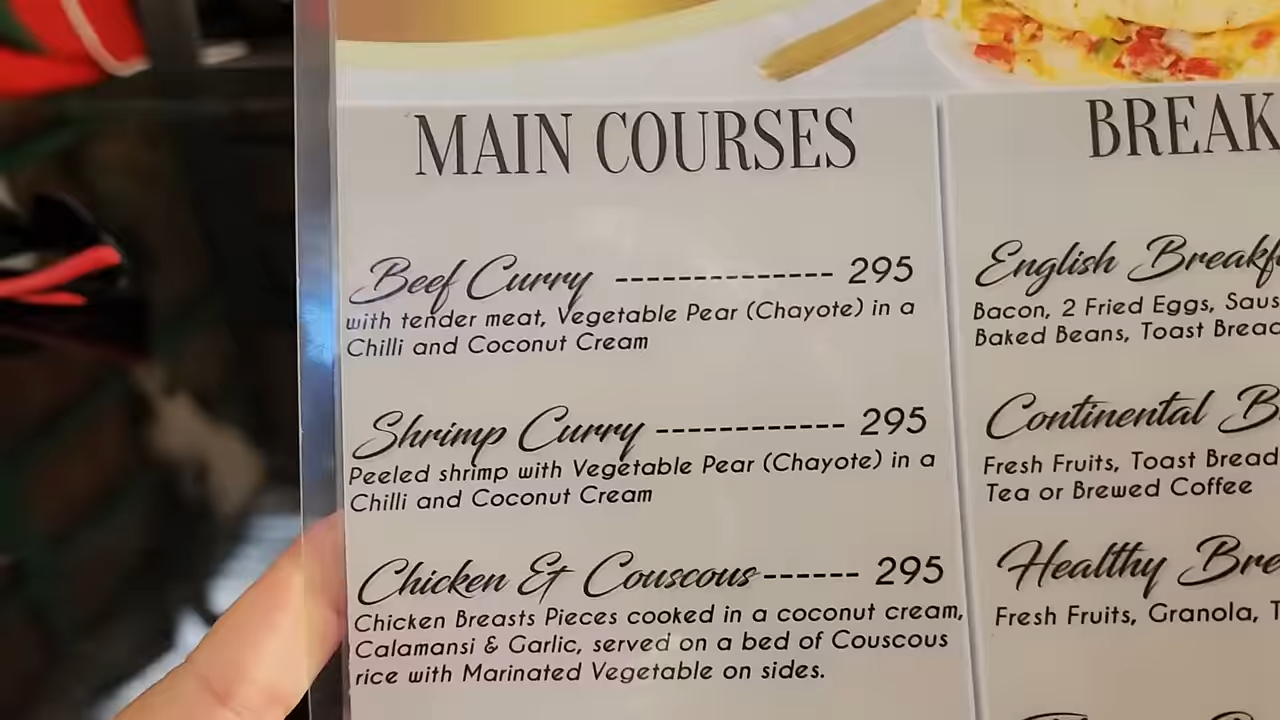 MAIN COURSES
Beef Curry -------------- 295
with tender meat, Vegetable Pear (Chayote) in a
Chilli and Coconut Cream
Shrimp Curry ------------ 295
Peeled shrimp with Vegetable Pear (Chayote) in a
Chilli and Coconut Cream
Chicken & Couscous ------ 295
Chicken Breasts Pieces cooked in a coconut cream,
Calamansi & Garlic, served on a bed of Couscous
rice with Marinated Vegetable on sides.
BREAK
English Breakf
Bacon, 2 Fried Eggs, Saus
Baked Beans, Toast Bread
Continental B
Fresh Fruits, Toast Bread
Tea or Brewed Coffee
Healthy Bre
Fresh Fruits, Granola, T